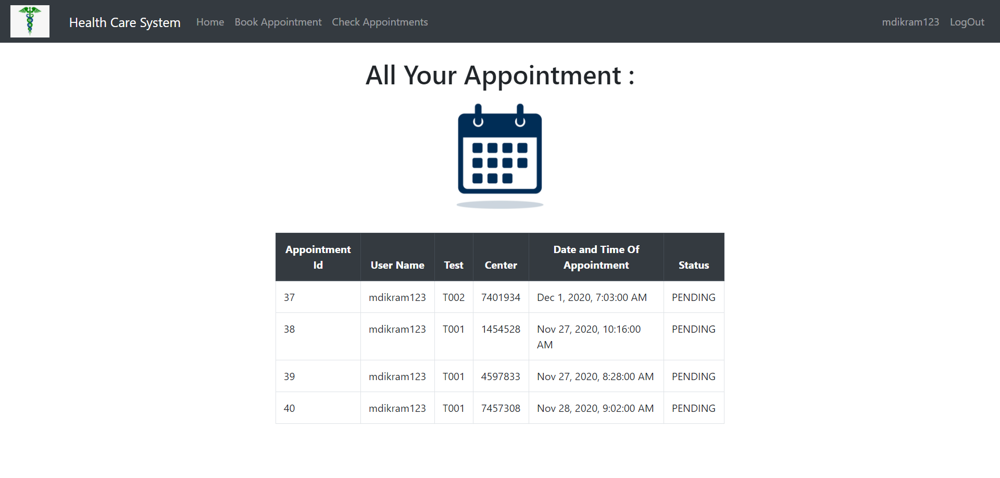 Health Care System Home Book Appointment Check Appointments mdikram123 LogOut
All Your Appointment :
Appointment Id User Name Test Center Date and Time Of Appointment Status
37 mdikram123 T002 7401934 Dec 1, 2020, 7:03:00 AM PENDING
38 mdikram123 T001 1454528 Nov 27, 2020, 10:16:00 AM PENDING
39 mdikram123 T001 4597833 Nov 27, 2020, 8:28:00 AM PENDING
40 mdikram123 T001 7457308 Nov 28, 2020, 9:02:00 AM PENDING